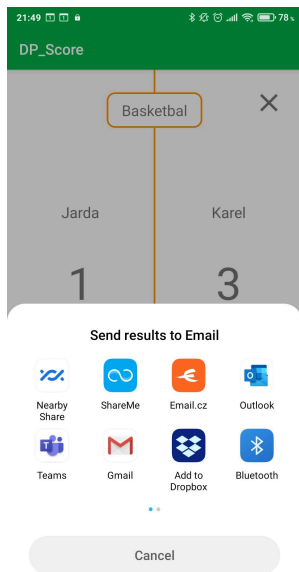 21:49
78
DP_Score
Basketbal
Jarda Karel
1 3
Send results to Email
Nearby Share ShareMe Email.cz Outlook
Teams Gmail Add to Dropbox Bluetooth
Cancel